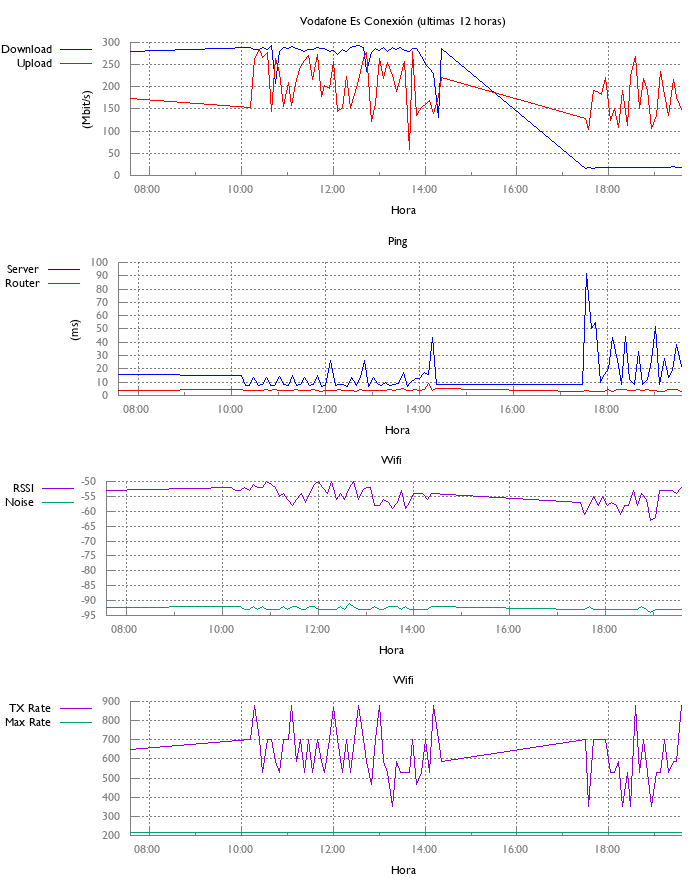 Vodafone Es Conexión (ultimas 12 horas)
Download
Upload
300
250
200
150
100
50
0
(Mbit/s)
08:00 10:00 12:00 14:00 16:00 18:00
Hora
Ping
Server
Router
100
90
80
70
60
50
40
30
20
10
0
(ms)
08:00 10:00 12:00 14:00 16:00 18:00
Hora
Wifi
RSSI
Noise
-50
-55
-60
-65
-70
-75
-80
-85
-90
-95
08:00 10:00 12:00 14:00 16:00 18:00
Hora
Wifi
TX Rate
Max Rate
900
800
700
600
500
400
300
200
08:00 10:00 12:00 14:00 16:00 18:00
Hora